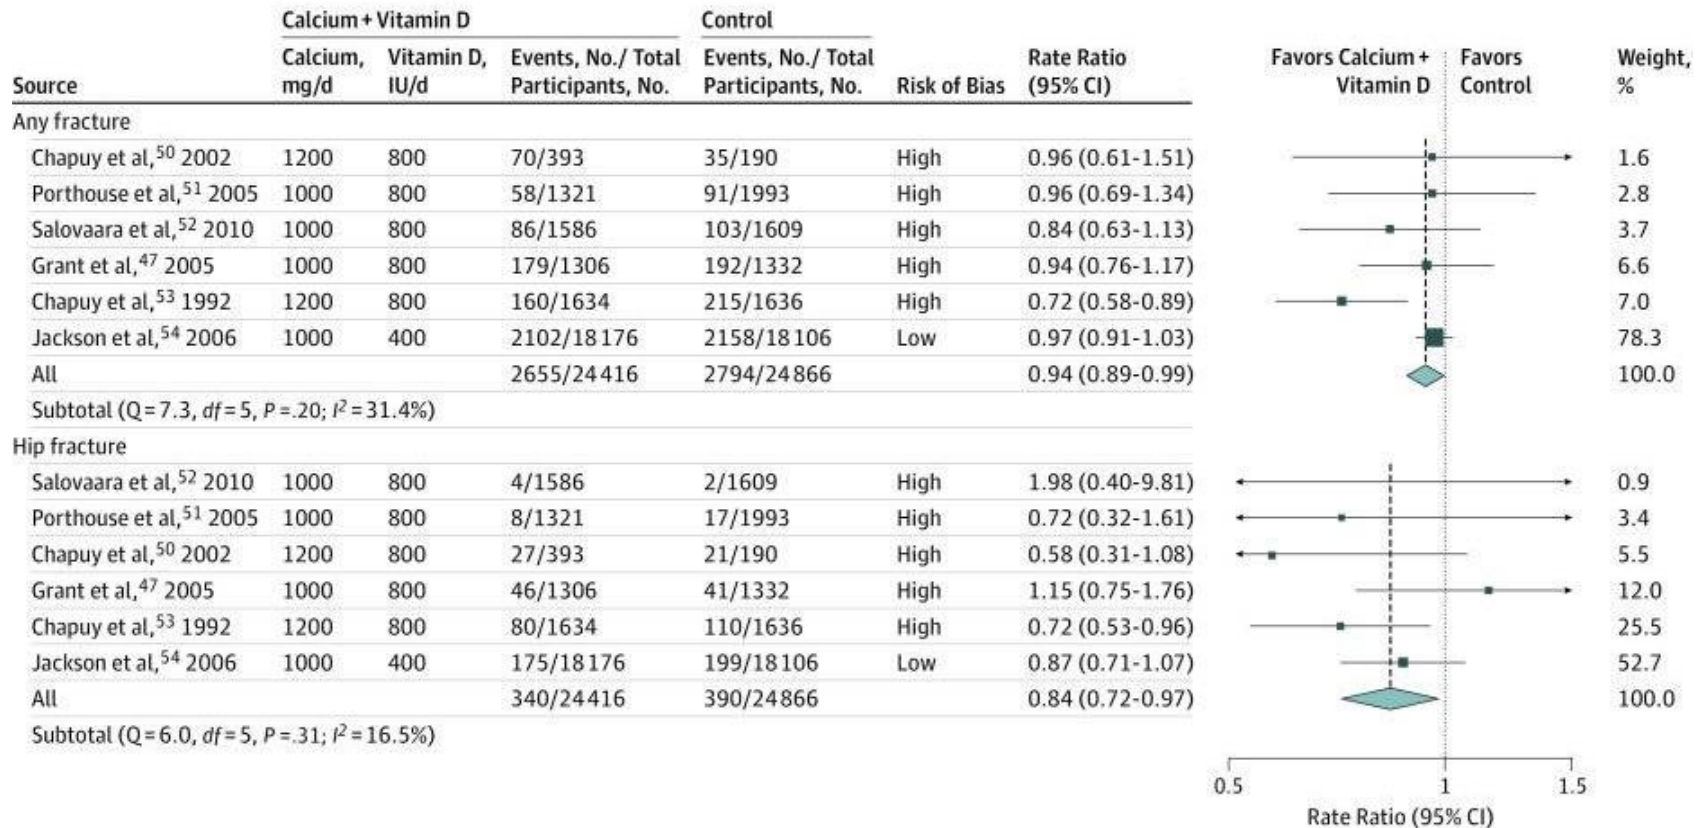 Calcium + Vitamin D Control
Source Calcium, mg/d Vitamin D, IU/d Events, No./ Total Participants, No. Events, No./ Total Participants, No. Risk of Bias Rate Ratio (95% CI) Favors Calcium + Vitamin D Favors Control Weight, %
Any fracture
Chapuy et al,50 2002 1200 800 70/393 35/190 High 0.96 (0.61-1.51) 1.6
Porthouse et al,51 2005 1000 800 58/1321 91/1993 High 0.96 (0.69-1.34) 2.8
Salovaara et al,52 2010 1000 800 86/1586 103/1609 High 0.84 (0.63-1.13) 3.7
Grant et al,47 2005 1000 800 179/1306 192/1332 High 0.94 (0.76-1.17) 6.6
Chapuy et al,53 1992 1200 800 160/1634 215/1636 High 0.72 (0.58-0.89) 7.0
Jackson et al,54 2006 1000 400 2102/18176 2158/18106 Low 0.97 (0.91-1.03) 78.3
All 2655/24416 2794/24866 0.94 (0.89-0.99) 100.0
Subtotal (Q = 7.3, df = 5, P = .20; I² = 31.4%)
Hip fracture
Salovaara et al,52 2010 1000 800 4/1586 2/1609 High 1.98 (0.40-9.81) 0.9
Porthouse et al,51 2005 1000 800 8/1321 17/1993 High 0.72 (0.32-1.61) 3.4
Chapuy et al,50 2002 1200 800 27/393 21/190 High 0.58 (0.31-1.08) 5.5
Grant et al,47 2005 1000 800 46/1306 41/1332 High 1.15 (0.75-1.76) 12.0
Chapuy et al,53 1992 1200 800 80/1634 110/1636 High 0.72 (0.53-0.96) 25.5
Jackson et al,54 2006 1000 400 175/18176 199/18106 Low 0.87 (0.71-1.07) 52.7
All 340/24416 390/24866 0.84 (0.72-0.97) 100.0
Subtotal (Q = 6.0, df = 5, P = .31; I² = 16.5%)
0.5 1 1.5
Rate Ratio (95% CI)